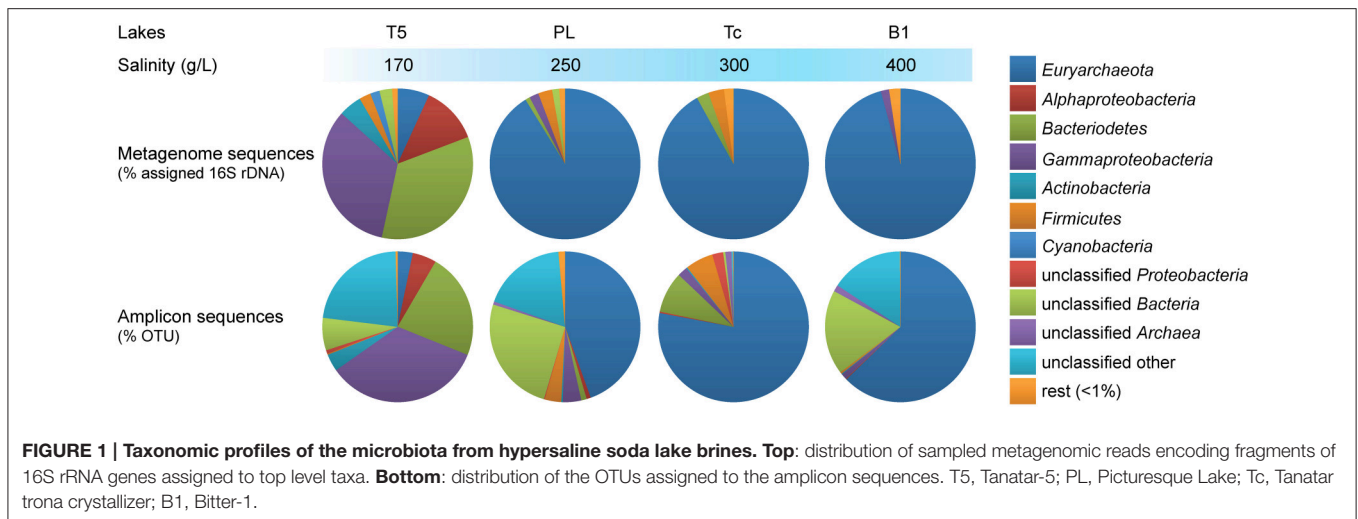 Lakes T5 PL Tc B1
Salinity (g/L) 170 250 300 400
Metagenome sequences
(% assigned 16S rDNA)
Amplicon sequences
(% OTU)
Euryarchaeota
Alphaproteobacteria
Bacteriodetes
Gammaproteobacteria
Actinobacteria
Firmicutes
Cyanobacteria
unclassified Proteobacteria
unclassified Bacteria
unclassified Archaea
unclassified other
rest (<1%)
FIGURE 1 | Taxonomic profiles of the microbiota from hypersaline soda lake brines. Top: distribution of sampled metagenomic reads encoding fragments of
16S rRNA genes assigned to top level taxa. Bottom: distribution of the OTUs assigned to the amplicon sequences. T5, Tanatar-5; PL, Picturesque Lake; Tc, Tanatar
trona crystallizer; B1, Bitter-1.